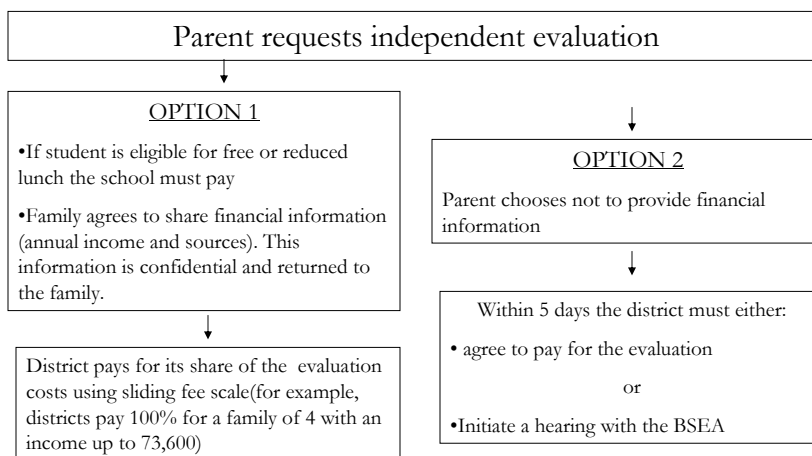 Parent requests independent evaluation
OPTION 1
•If student is eligible for free or reduced
lunch the school must pay
•Family agrees to share financial information
(annual income and sources). This
information is confidential and returned to
the family.
District pays for its share of the evaluation
costs using sliding fee scale(for example,
districts pay 100% for a family of 4 with an
income up to 73,600)
OPTION 2
Parent chooses not to provide financial
information
Within 5 days the district must either:
• agree to pay for the evaluation
or
•Initiate a hearing with the BSEA